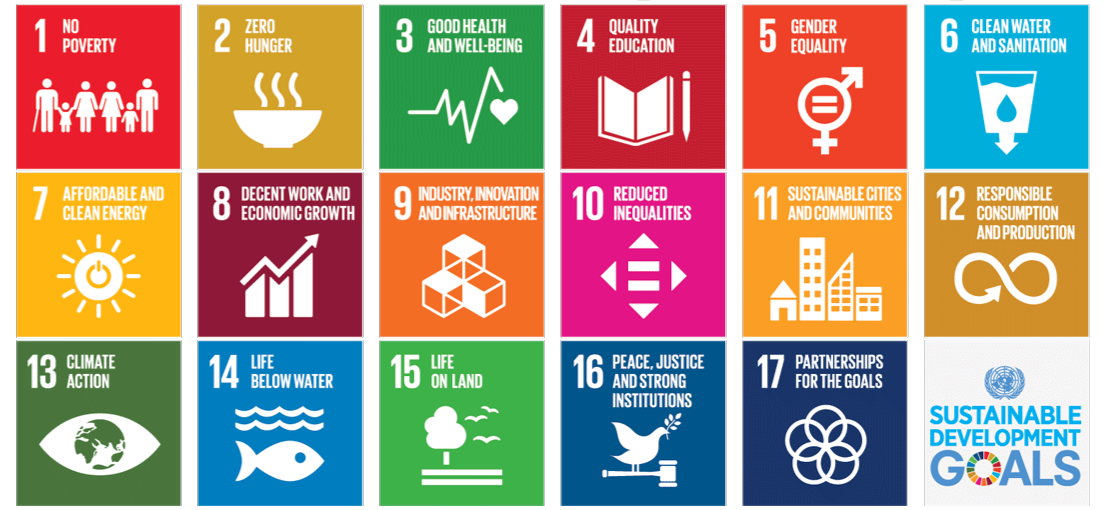 1 NO
POVERTY
2 ZERO
HUNGER
3 GOOD HEALTH
AND WELL-BEING
4 QUALITY
EDUCATION
5 GENDER
EQUALITY
6 CLEAN WATER
AND SANITATION
7 AFFORDABLE AND
CLEAN ENERGY
8 DECENT WORK AND
ECONOMIC GROWTH
9 INDUSTRY, INNOVATION
AND INFRASTRUCTURE
10 REDUCED
INEQUALITIES
11 SUSTAINABLE CITIES
AND COMMUNITIES
12 RESPONSIBLE
CONSUMPTION
AND PRODUCTION
13 CLIMATE
ACTION
14 LIFE
BELOW WATER
15 LIFE
ON LAND
16 PEACE, JUSTICE
AND STRONG
INSTITUTIONS
17 PARTNERSHIPS
FOR THE GOALS
SUSTAINABLE
DEVELOPMENT
GOALS